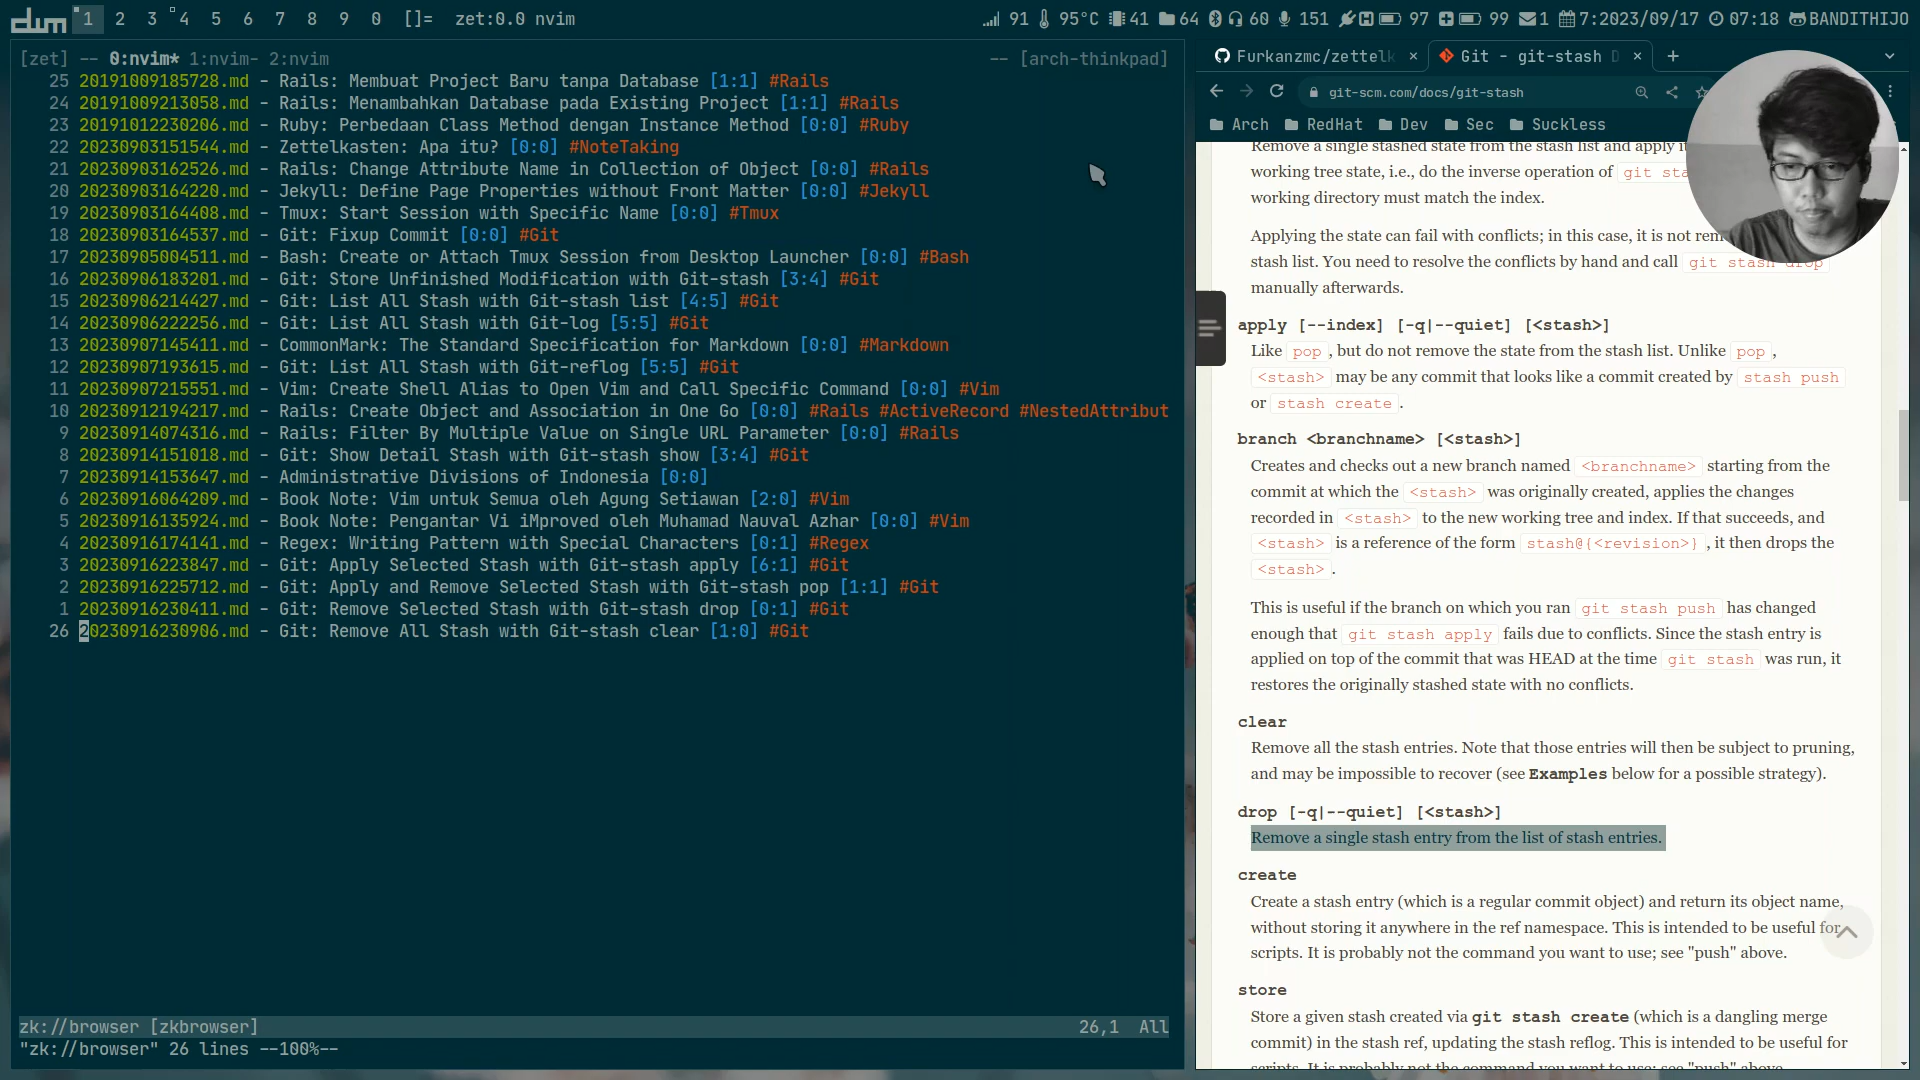 dwm 1 2 3 4 5 6 7 8 9 0 []= zet:0.0 nvim 91 95°C 41 64 60 151 H 97 99 1 7:2023/09/17 07:18 BANDITHIJO
[zet] -- 0:nvim* 1:nvim- 2:nvim -- [arch-thinkpad]
25 20191009185728.md - Rails: Membuat Project Baru tanpa Database [1:1] #Rails
24 20191009213058.md - Rails: Menambahkan Database pada Existing Project [1:1] #Rails
23 20191012230206.md - Ruby: Perbedaan Class Method dengan Instance Method [0:0] #Ruby
22 20230903151544.md - Zettelkasten: Apa itu? [0:0] #NoteTaking
21 20230903162526.md - Rails: Change Attribute Name in Collection of Object [0:0] #Rails
20 20230903164220.md - Jekyll: Define Page Properties without Front Matter [0:0] #Jekyll
19 20230903164408.md - Tmux: Start Session with Specific Name [0:0] #Tmux
18 20230903164537.md - Git: Fixup Commit [0:0] #Git
17 20230905004511.md - Bash: Create or Attach Tmux Session from Desktop Launcher [0:0] #Bash
16 20230906183201.md - Git: Store Unfinished Modification with Git-stash [3:4] #Git
15 20230906214427.md - Git: List All Stash with Git-stash list [4:5] #Git
14 20230906222256.md - Git: List All Stash with Git-log [5:5] #Git
13 20230907145411.md - CommonMark: The Standard Specification for Markdown [0:0] #Markdown
12 20230907193615.md - Git: List All Stash with Git-reflog [5:5] #Git
11 20230907215551.md - Vim: Create Shell Alias to Open Vim and Call Specific Command [0:0] #Vim
10 20230912194217.md - Rails: Create Object and Association in One Go [0:0] #Rails #ActiveRecord #NestedAttribut
9 20230914074316.md - Rails: Filter By Multiple Value on Single URL Parameter [0:0] #Rails
8 20230914151018.md - Git: Show Detail Stash with Git-stash show [3:4] #Git
7 20230914153647.md - Administrative Divisions of Indonesia [0:0]
6 20230916064209.md - Book Note: Vim untuk Semua oleh Agung Setiawan [2:0] #Vim
5 20230916135924.md - Book Note: Pengantar Vi iMproved oleh Muhamad Nauval Azhar [0:0] #Vim
4 20230916174141.md - Regex: Writing Pattern with Special Characters [0:1] #Regex
3 20230916223847.md - Git: Apply Selected Stash with Git-stash apply [6:1] #Git
2 20230916225712.md - Git: Apply and Remove Selected Stash with Git-stash pop [1:1] #Git
1 20230916230411.md - Git: Remove Selected Stash with Git-stash drop [0:1] #Git
26 20230916230906.md - Git: Remove All Stash with Git-stash clear [1:0] #Git
zk://browser [zkbrowser] 26,1 All
"zk://browser" 26 lines --100%--
Furkanzmc/zettelk × Git - git-stash D × +
git-scm.com/docs/git-stash
Arch RedHat Dev Sec Suckless
Remove a single stashed state from the stash list and apply
working tree state, i.e., do the inverse operation of git sta
working directory must match the index.
Applying the state can fail with conflicts; in this case, it is not rem
stash list. You need to resolve the conflicts by hand and call git stash drop
manually afterwards.
apply [--index] [-q|--quiet] [<stash>]
Like pop, but do not remove the state from the stash list. Unlike pop,
<stash> may be any commit that looks like a commit created by stash push
or stash create.
branch <branchname> [<stash>]
Creates and checks out a new branch named <branchname> starting from the
commit at which the <stash> was originally created, applies the changes
recorded in <stash> to the new working tree and index. If that succeeds, and
<stash> is a reference of the form stash@{<revision>}, it then drops the
<stash>.
This is useful if the branch on which you ran git stash push has changed
enough that git stash apply fails due to conflicts. Since the stash entry is
applied on top of the commit that was HEAD at the time git stash was run, it
restores the originally stashed state with no conflicts.
clear
Remove all the stash entries. Note that those entries will then be subject to pruning,
and may be impossible to recover (see Examples below for a possible strategy).
drop [-q|--quiet] [<stash>]
Remove a single stash entry from the list of stash entries.
create
Create a stash entry (which is a regular commit object) and return its object name,
without storing it anywhere in the ref namespace. This is intended to be useful for
scripts. It is probably not the command you want to use; see "push" above.
store
Store a given stash created via git stash create (which is a dangling merge
commit) in the stash ref, updating the stash reflog. This is intended to be useful for
scripts. It is probably not the command you want to use; see "push" above.